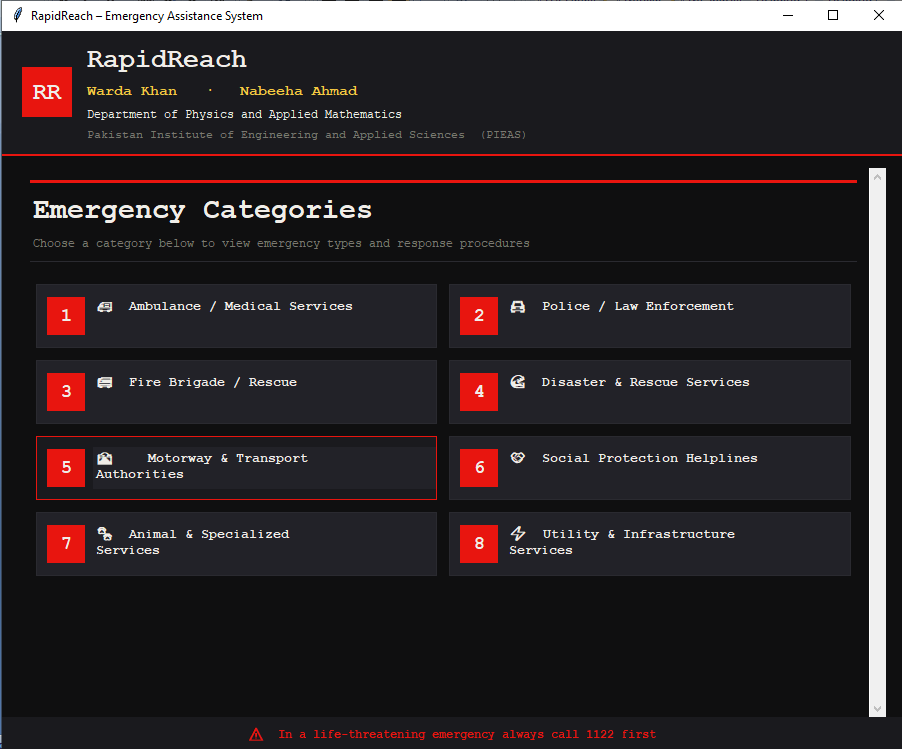 RapidReach – Emergency Assistance System
RR
RapidReach
Warda Khan · Nabeeha Ahmad
Department of Physics and Applied Mathematics
Pakistan Institute of Engineering and Applied Sciences (PIEAS)
Emergency Categories
Choose a category below to view emergency types and response procedures
1 Ambulance / Medical Services
2 Police / Law Enforcement
3 Fire Brigade / Rescue
4 Disaster & Rescue Services
5 Motorway & Transport
Authorities
6 Social Protection Helplines
7 Animal & Specialized
Services
8 Utility & Infrastructure
Services
⚠ In a life-threatening emergency always call 1122 first